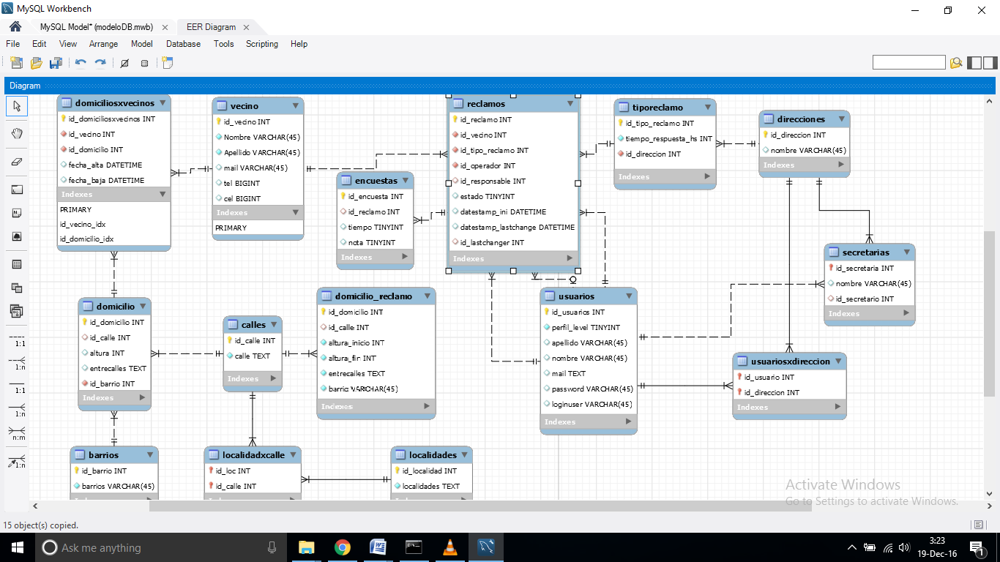 MySQL Workbench
MySQL Model* (modeloDB.mwb)
EER Diagram
File Edit View Arrange Model Database Tools Scripting Help
Diagram
domiciliosxvecinos
id_domiciliosxvecinos INT
id_vecino INT
id_domicilio INT
fecha_alta DATETIME
fecha_baja DATETIME
Indexes
PRIMARY
id_vecino_idx
id_domicilio_idx
vecino
id_vecino INT
Nombre VARCHAR(45)
Apellido VARCHAR(45)
mail VARCHAR(45)
tel BIGINT
cel BIGINT
Indexes
PRIMARY
encuestas
id_encuesta INT
id_reclamo INT
tiempo TINYINT
nota TINYINT
Indexes
reclamos
id_reclamo INT
id_vecino INT
id_tipo_reclamo INT
id_operador INT
id_responsable INT
estado TINYINT
datestamp_ini DATETIME
datestamp_lastchange DATETIME
id_lastchanger INT
Indexes
tiporeclamo
id_tipo_reclamo INT
tiempo_respuesta_hs INT
id_direccion INT
Indexes
direcciones
id_direccion INT
nombre VARCHAR(45)
Indexes
secretarias
id_secretaria INT
nombre VARCHAR(45)
id_secretario INT
Indexes
domicilio
id_domicilio INT
id_calle INT
altura INT
entrecalles TEXT
id_barrio INT
Indexes
calles
id_calle INT
calle TEXT
Indexes
domicilio_reclamo
id_domicilio INT
id_calle INT
altura_inicio INT
altura_fin INT
entrecalles TEXT
barrio VARCHAR(45)
Indexes
usuarios
id_usuarios INT
perfil_level TINYINT
apellido VARCHAR(45)
nombre VARCHAR(45)
mail TEXT
password VARCHAR(45)
loginuser VARCHAR(45)
Indexes
usuariosxdireccion
id_usuario INT
id_direccion INT
Indexes
barrios
id_barrio INT
barrios VARCHAR(45)
localidadxcalle
id_loc INT
id_calle INT
localidades
id_localidad INT
localidades TEXT
1:1
1:n
1:1
1:n
n:m
1:n
Activate Windows
Go to Settings to activate Windows.
15 object(s) copied.
Ask me anything
3:23
19-Dec-16
1